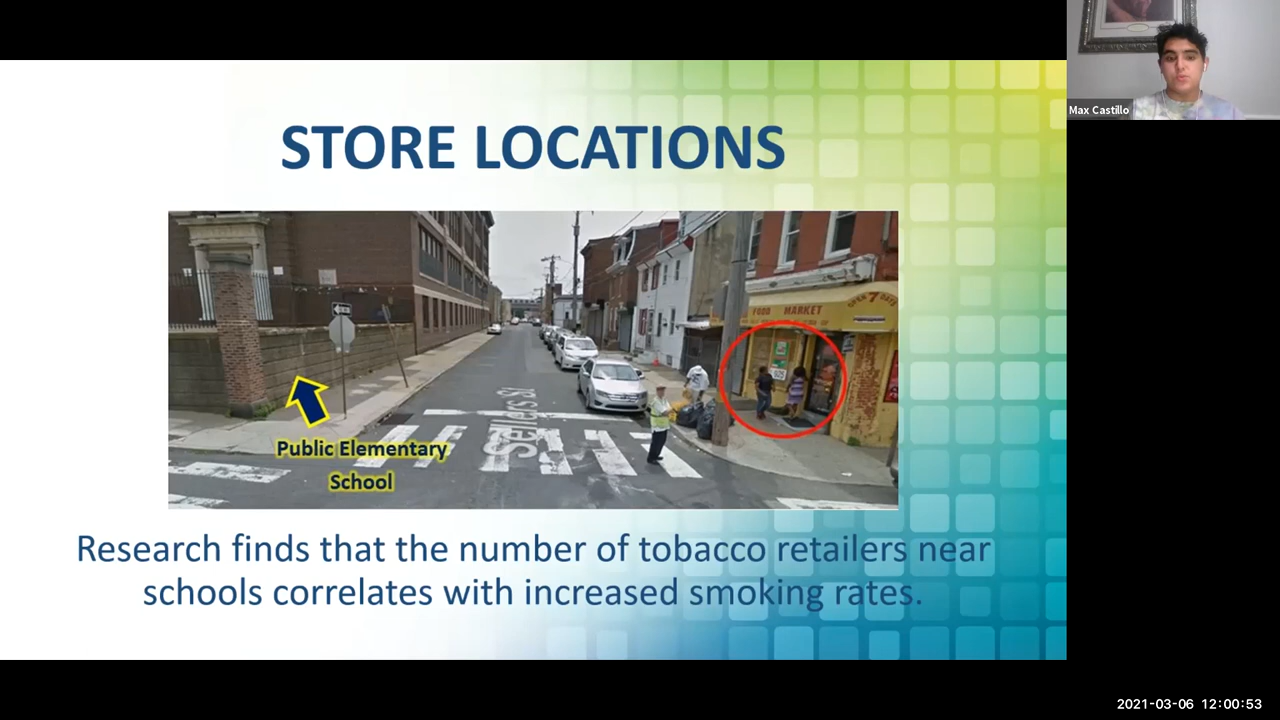 Max Castillo
STORE LOCATIONS
FOOD MARKET
OPEN 7 DAYS
Sellers St
Public Elementary
School
Research finds that the number of tobacco retailers near
schools correlates with increased smoking rates.
2021-03-06 12:00:53